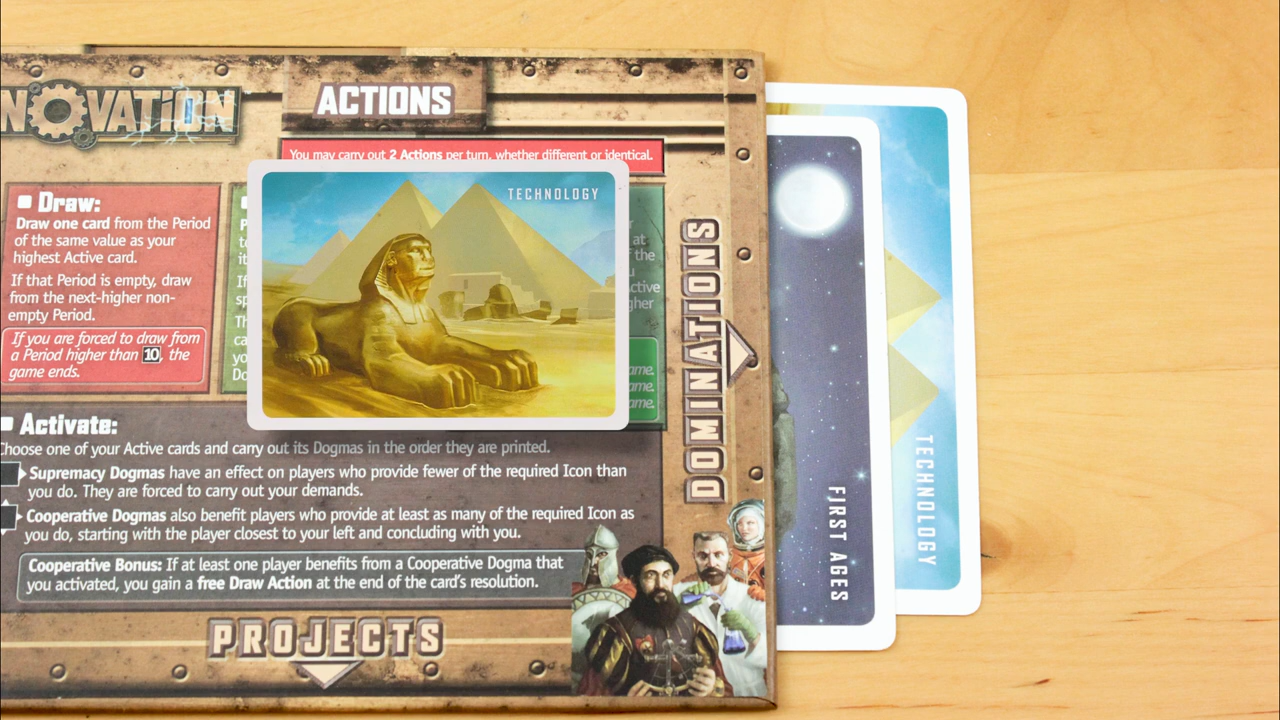 NOVATION
ACTIONS
You may carry out 2 Actions per turn, whether different or identical.
TECHNOLOGY
Draw:
Draw one card from the Period
of the same value as your
highest Active card.
If that Period is empty, draw
from the next-higher non-
empty Period.
If you are forced to draw from
a Period higher than 10, the
game ends.
Activate:
Choose one of your Active cards and carry out its Dogmas in the order they are printed.
Supremacy Dogmas have an effect on players who provide fewer of the required Icon than
you do. They are forced to carry out your demands.
Cooperative Dogmas also benefit players who provide at least as many of the required Icon as
you do, starting with the player closest to your left and concluding with you.
Cooperative Bonus: If at least one player benefits from a Cooperative Dogma that
you activated, you gain a free Draw Action at the end of the card's resolution.
PROJECTS
DOMINATIONS
FIRST AGES
TECHNOLOGY